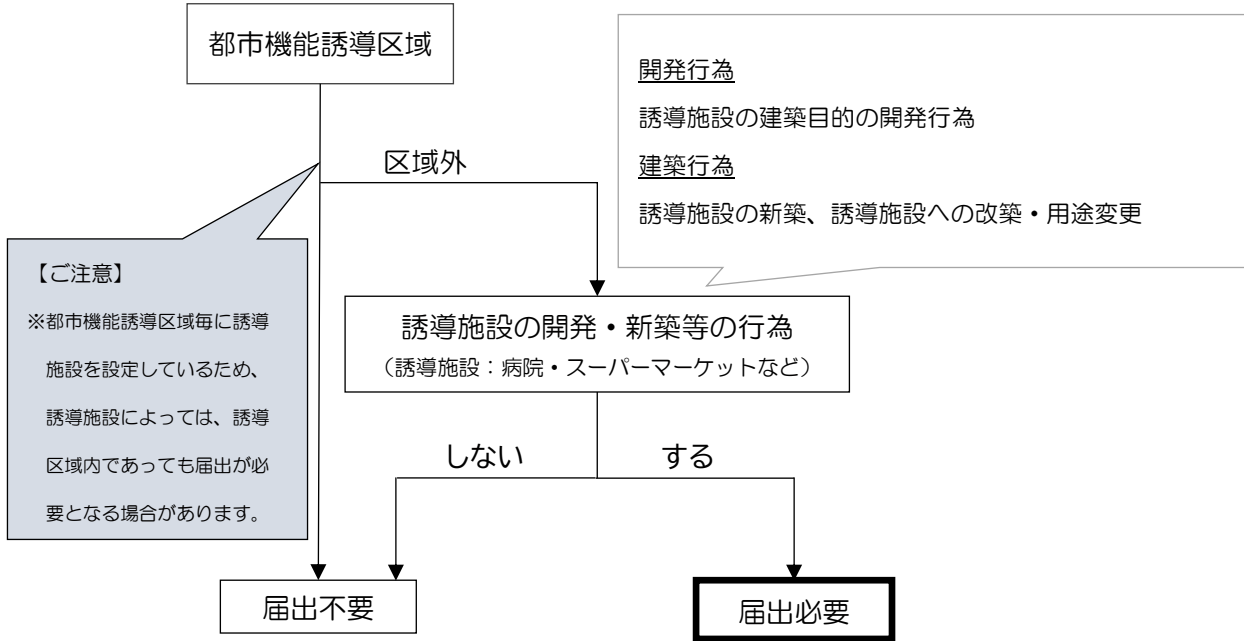 都市機能誘導区域
開発行為
誘導施設の建築目的の開発行為
建築行為
誘導施設の新築、誘導施設への改築・用途変更
区域外
【ご注意】
※都市機能誘導区域毎に誘導
施設を設定しているため、
誘導施設によっては、誘導
区域内であっても届出が必
要となる場合があります。
誘導施設の開発・新築等の行為
（誘導施設：病院・スーパーマーケットなど）
しない
する
届出不要
届出必要